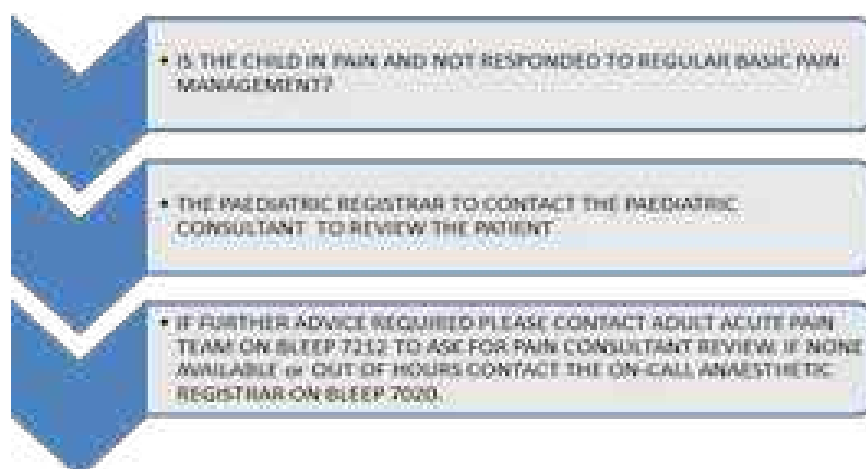 • IS THE CHILD IN PAIN AND NOT RESPONDED TO REGULAR BASIC PAIN
MANAGEMENT?
• THE PAEDIATRIC REGISTRAR TO CONTACT THE PAEDIATRIC
CONSULTANT TO REVIEW THE PATIENT
• IF FURTHER ADVICE REQUIRED PLEASE CONTACT ADULT ACUTE PAIN
TEAM ON BLEEP 7212 TO ASK FOR PAIN CONSULTANT REVIEW. IF NONE
AVAILABLE or OUT OF HOURS CONTACT THE ON-CALL ANAESTHETIC
REGISTRAR ON BLEEP 7020.